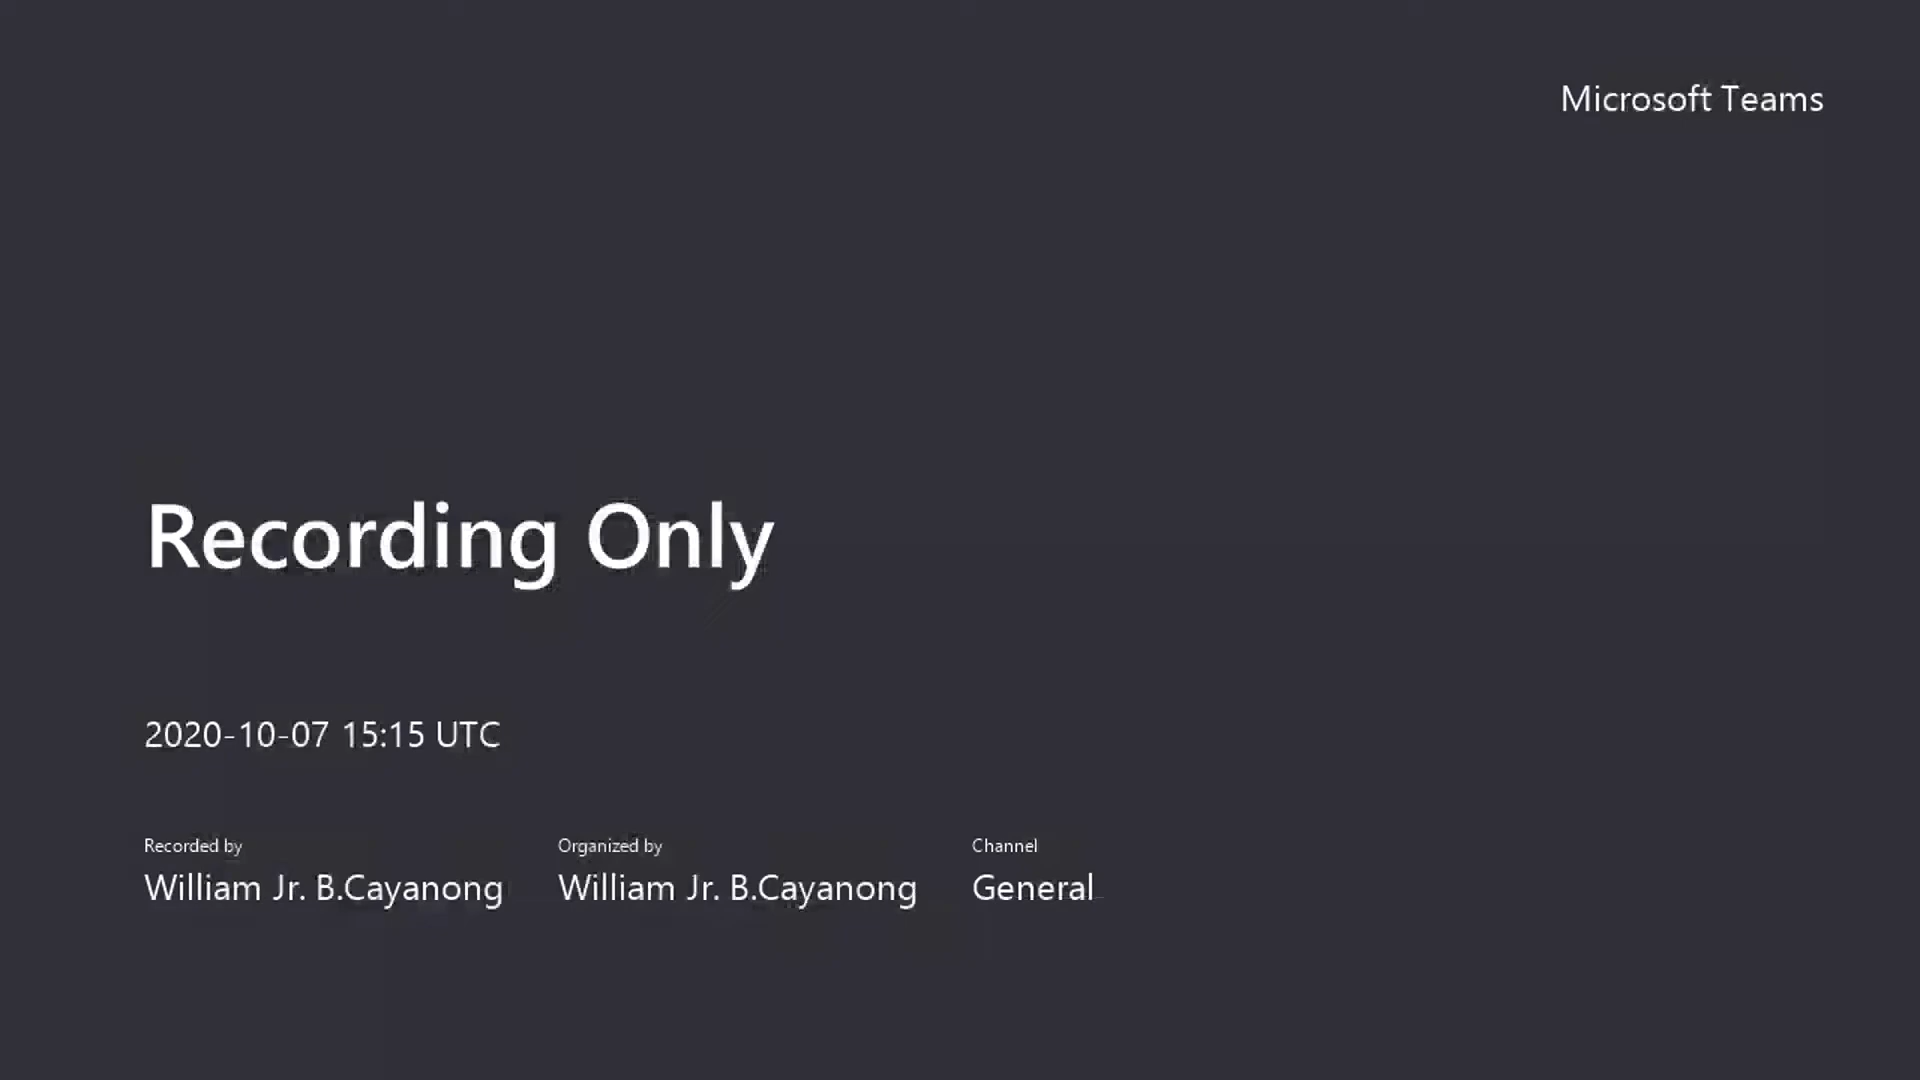 Microsoft Teams
Recording Only
2020-10-07 15:15 UTC
Recorded by
William Jr. B.Cayanong
Organized by
William Jr. B.Cayanong
Channel
General